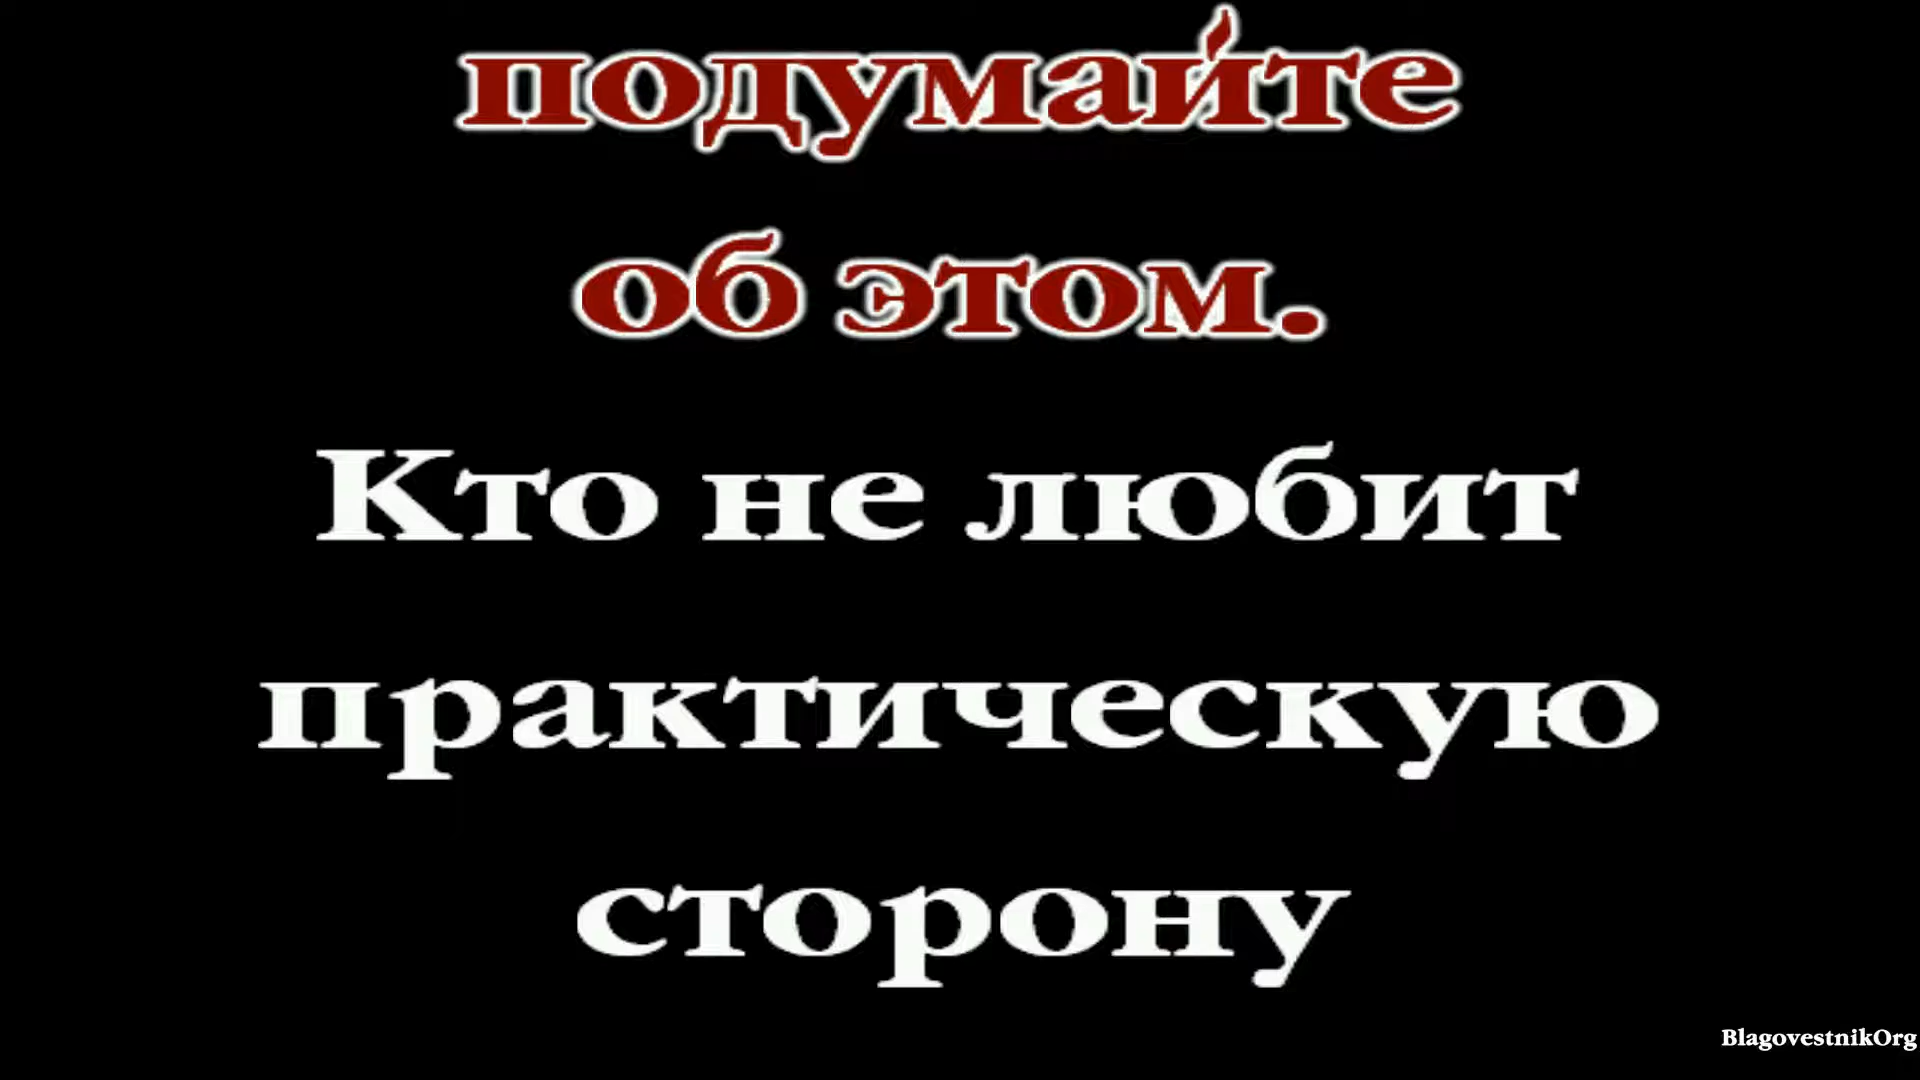 подумайте
об этом.
Кто не любит
практическую
сторону
BlagovestnikOrg